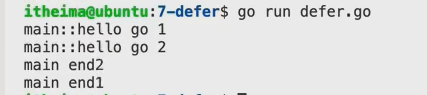 itheima@ubuntu:7-defer$ go run defer.go
main::hello go 1
main::hello go 2
main end2
main end1